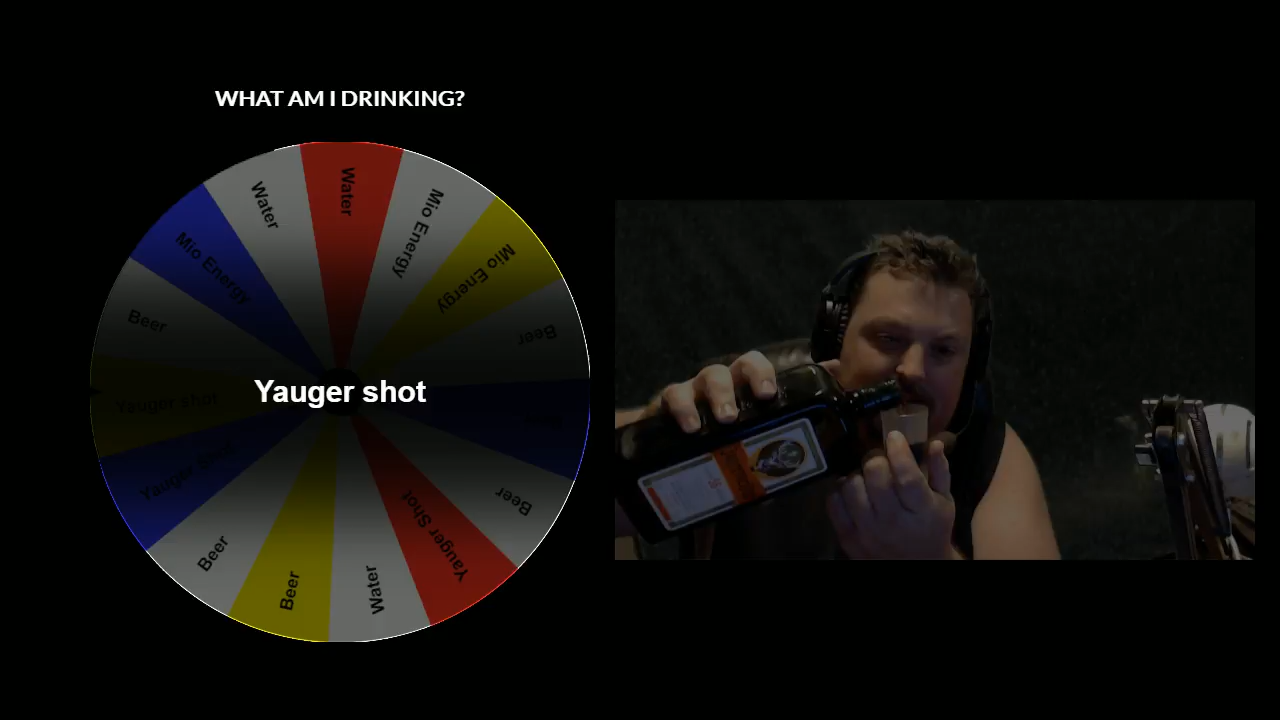 WHAT AM I DRINKING?
Water
Mio Energy
Mio Energy
Beer
Beer
Yauger Shot
Water
Beer
Beer
Yauger Shot
Yauger shot
Beer
Mio Energy
Water
Yauger shot